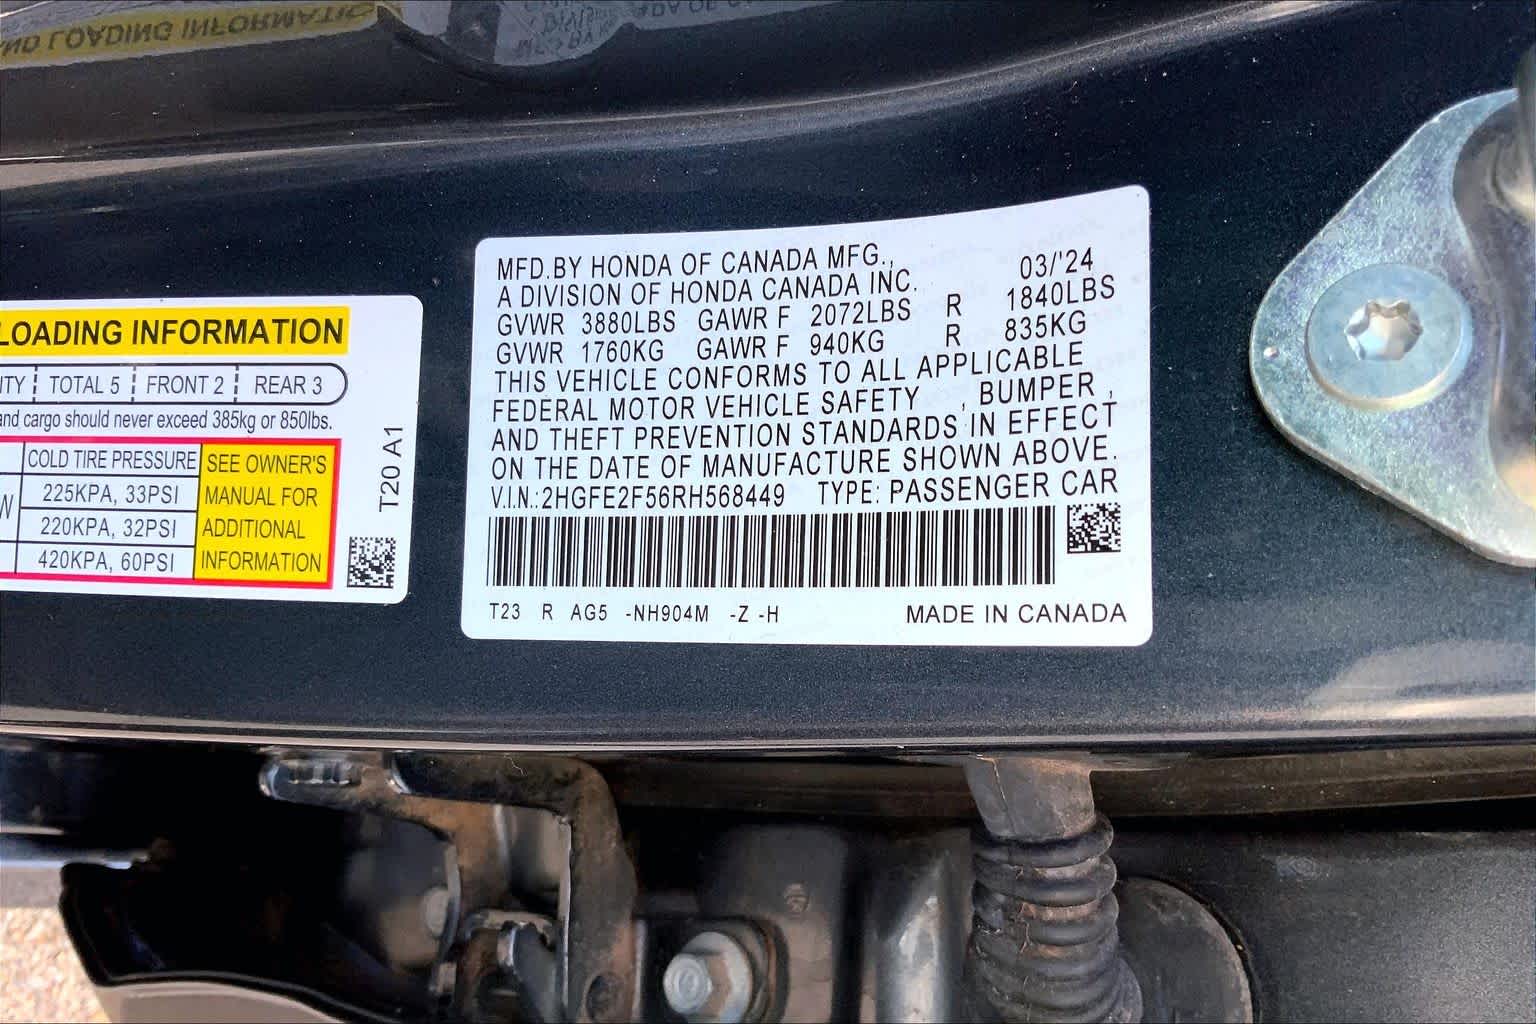 LOADING INFORMATION
ITY TOTAL 5 FRONT 2 REAR 3
and cargo should never exceed 385kg or 850lbs.
COLD TIRE PRESSURE
225KPA, 33PSI
W 220KPA, 32PSI
420KPA, 60PSI
SEE OWNER'S
MANUAL FOR
ADDITIONAL
INFORMATION
T20 A1
MFD.BY HONDA OF CANADA MFG., 03/'24
A DIVISION OF HONDA CANADA INC.
GVWR 3880LBS GAWR F 2072LBS R 1840LBS
GVWR 1760KG GAWR F 940KG R 835KG
THIS VEHICLE CONFORMS TO ALL APPLICABLE
FEDERAL MOTOR VEHICLE SAFETY , BUMPER ,
AND THEFT PREVENTION STANDARDS IN EFFECT
ON THE DATE OF MANUFACTURE SHOWN ABOVE.
V.I.N.:2HGFE2F56RH568449 TYPE: PASSENGER CAR
T23 R AG5 -NH904M -Z -H MADE IN CANADA